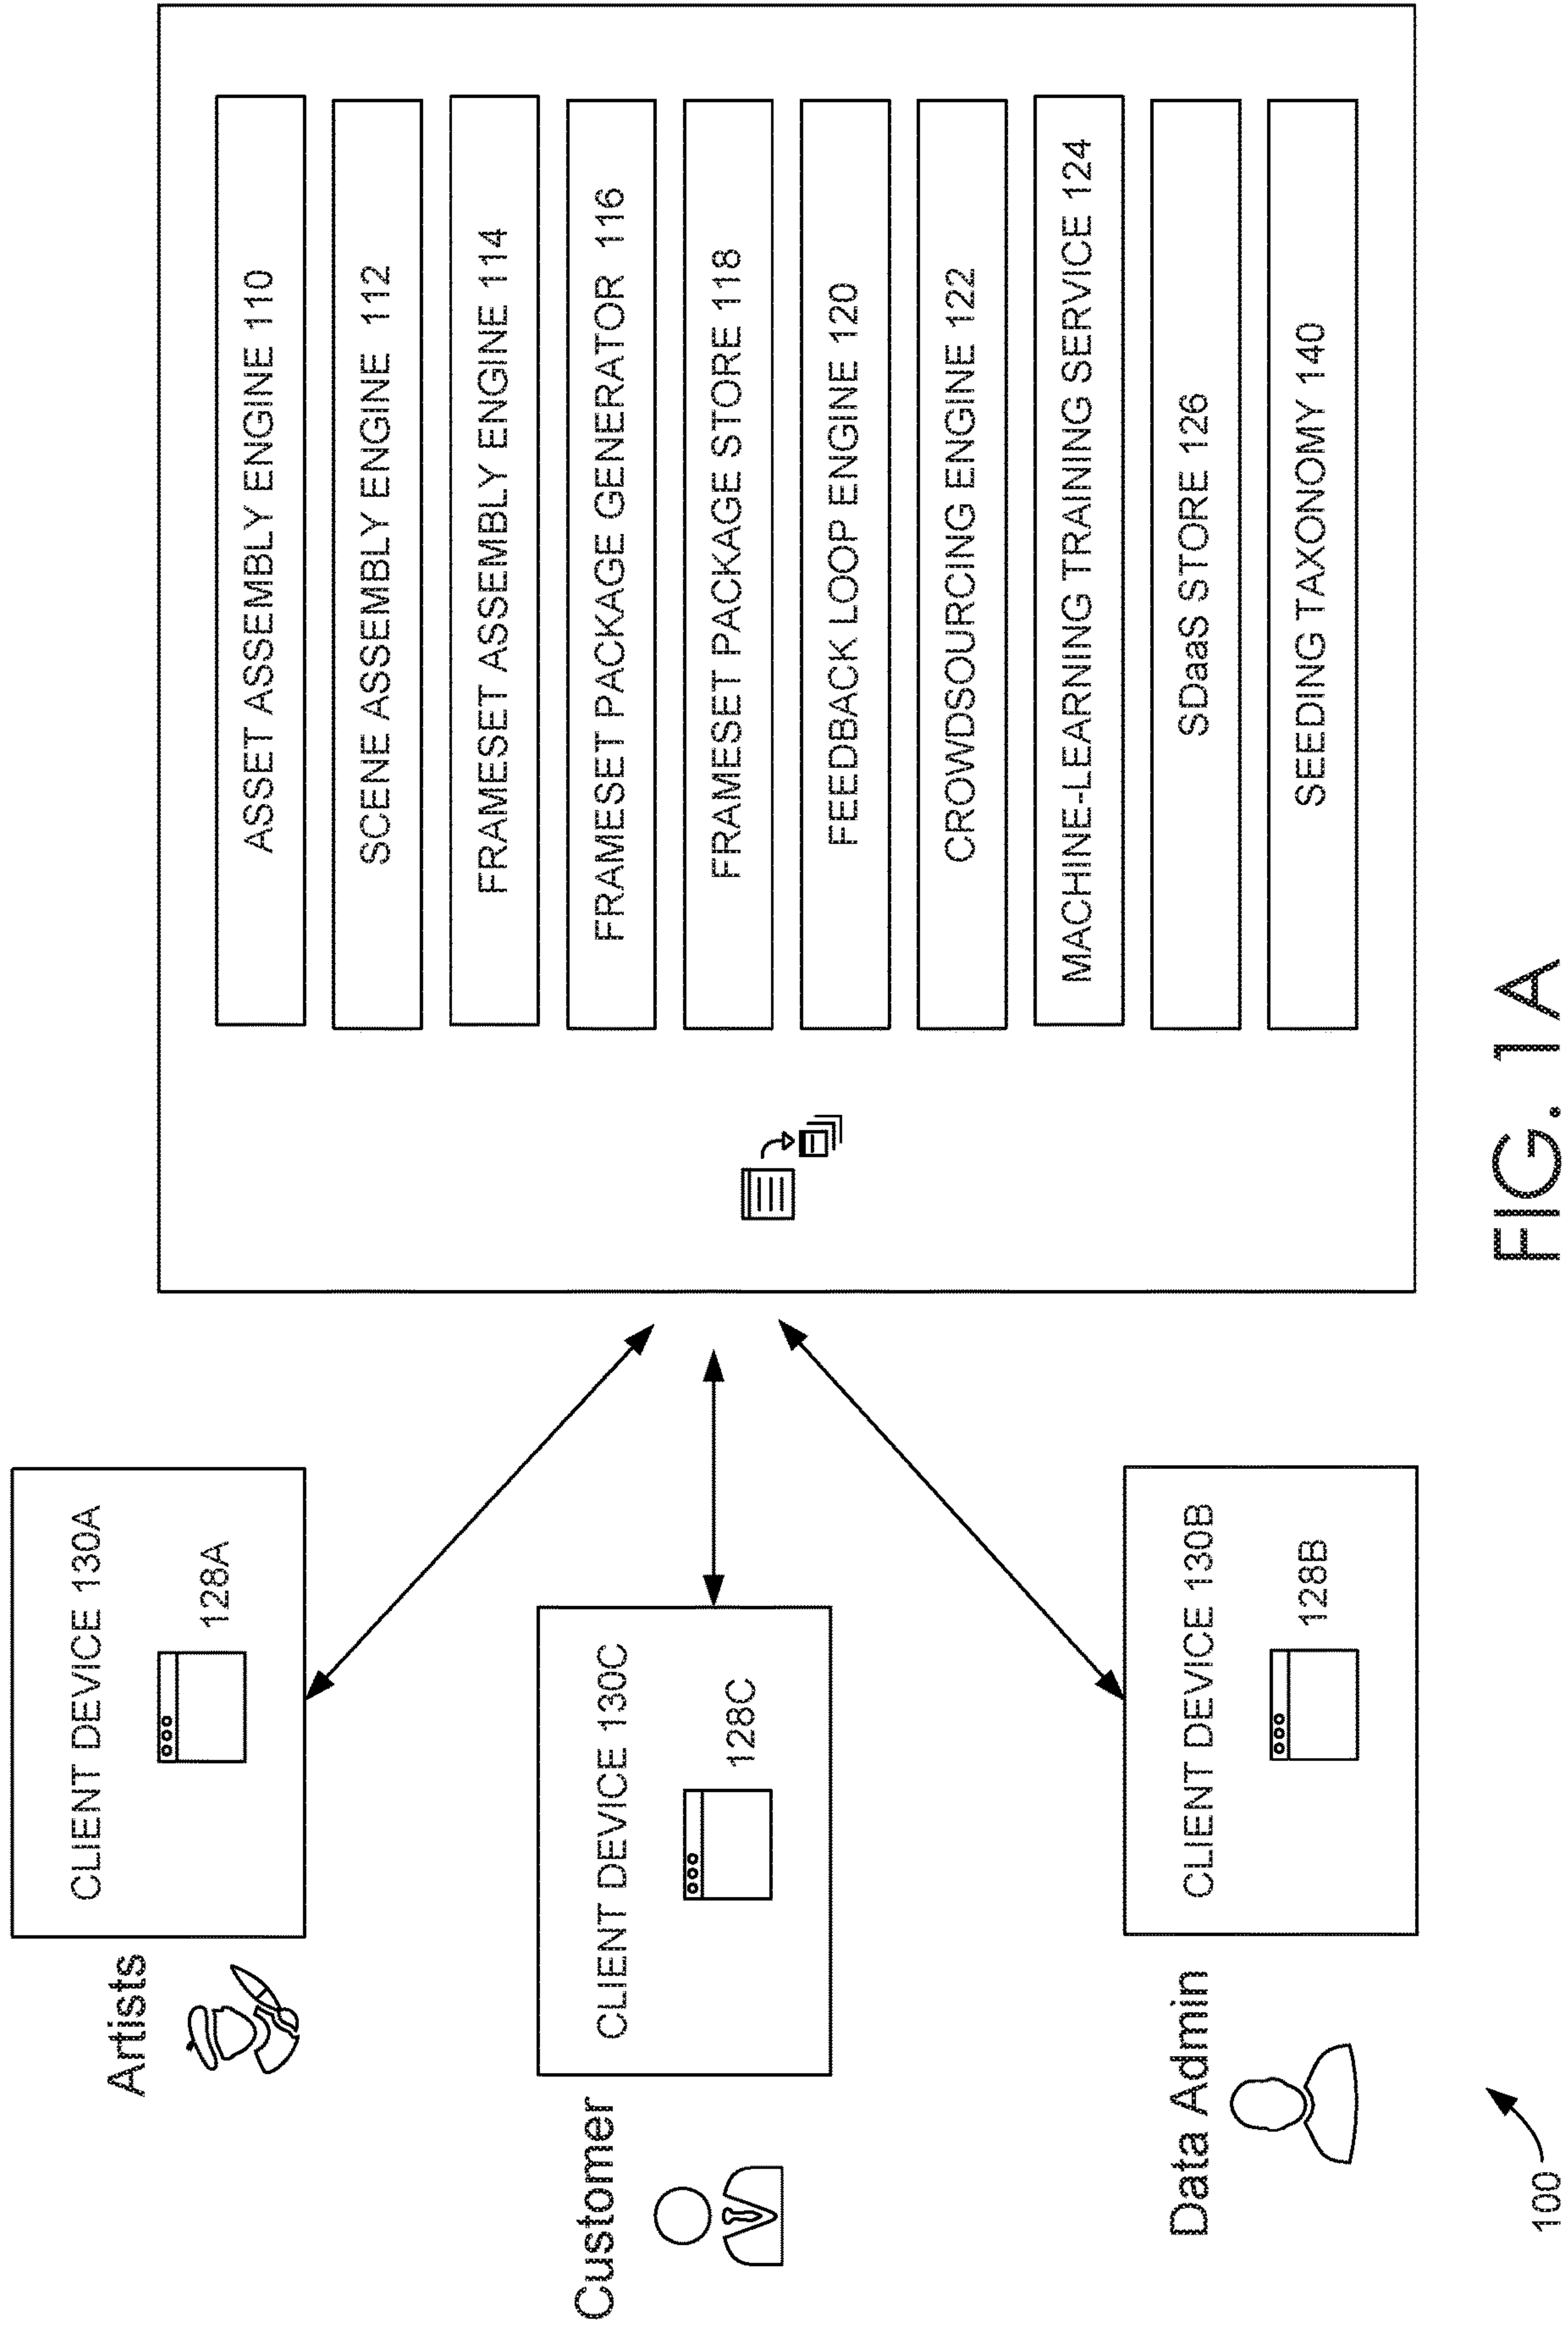 Artists
CLIENT DEVICE 130A
128A
Customer
CLIENT DEVICE 130C
128C
Data Admin
CLIENT DEVICE 130B
128B
100
ASSET ASSEMBLY ENGINE 110
SCENE ASSEMBLY ENGINE 112
FRAMESET ASSEMBLY ENGINE 114
FRAMESET PACKAGE GENERATOR 116
FRAMESET PACKAGE STORE 118
FEEDBACK LOOP ENGINE 120
CROWDSOURCING ENGINE 122
MACHINE-LEARNING TRAINING SERVICE 124
SDaaS STORE 126
SEEDING TAXONOMY 140
FIG. 1A